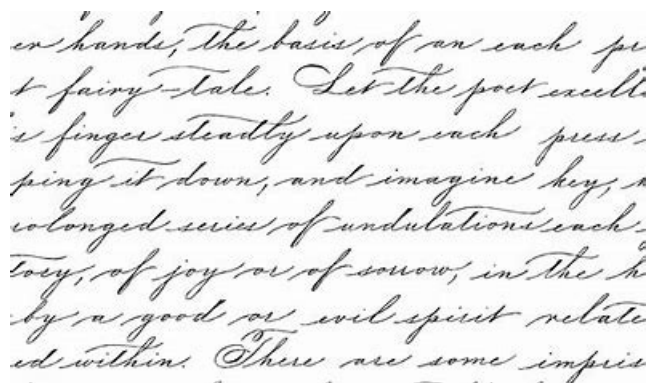 er hands, the basis of an each pr
t fairy-tale. Let the poet excell
s finger steadily upon each press
ping it down, and imagine key,
rolonged series of undulations each
tory, of joy or of sorrow, in the h
by a good or evil spirit relate
ed within. There are some impris